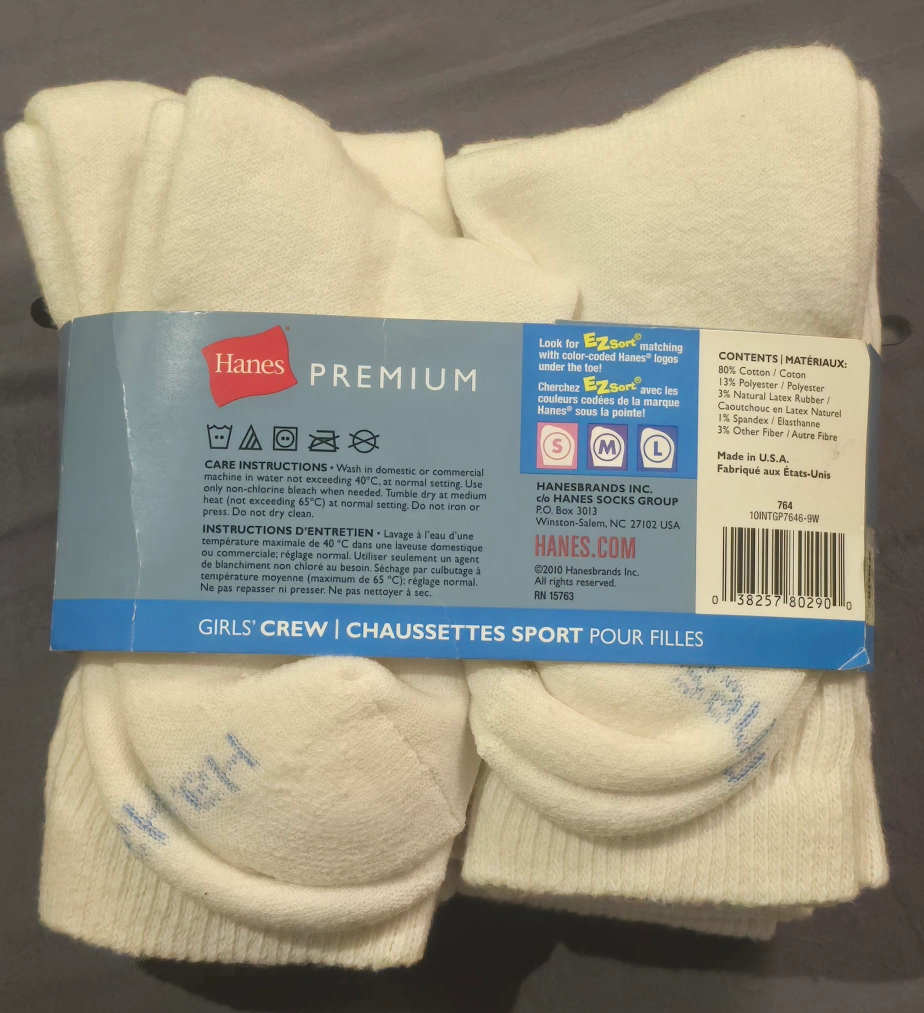 Hanes®
PREMIUM
CARE INSTRUCTIONS • Wash in domestic or commercial
machine in water not exceeding 40°C, at normal setting. Use
only non-chlorine bleach when needed. Tumble dry at medium
heat (not exceeding 65°C) at normal setting. Do not iron or
press. Do not dry clean.
INSTRUCTIONS D'ENTRETIEN • Lavage à l'eau d'une
température maximale de 40 °C dans une laveuse domestique
ou commerciale; réglage normal. Utiliser seulement un agent
de blanchiment non chloré au besoin. Séchage par culbutage à
température moyenne (maximum de 65 °C); réglage normal.
Ne pas repasser ni presser. Ne pas nettoyer à sec.
Look for EZSort® matching
with color-coded Hanes® logos
under the toe!
Cherchez EZSort® avec les
couleurs codées de la marque
Hanes® sous la pointe!
S M L
HANESBRANDS INC.
c/o HANES SOCKS GROUP
P.O. Box 3013
Winston-Salem, NC 27102 USA
HANES.COM
©2010 Hanesbrands Inc.
All rights reserved.
RN 15763
CONTENTS | MATÉRIAUX:
80% Cotton / Coton
13% Polyester / Polyester
3% Natural Latex Rubber /
Caoutchouc en Latex Naturel
1% Spandex / Elasthanne
3% Other Fiber / Autre Fibre
Made in U.S.A.
Fabriqué aux États-Unis
764
10INTGP7646-9W
0 38257 80290 0
GIRLS' CREW | CHAUSSETTES SPORT POUR FILLES